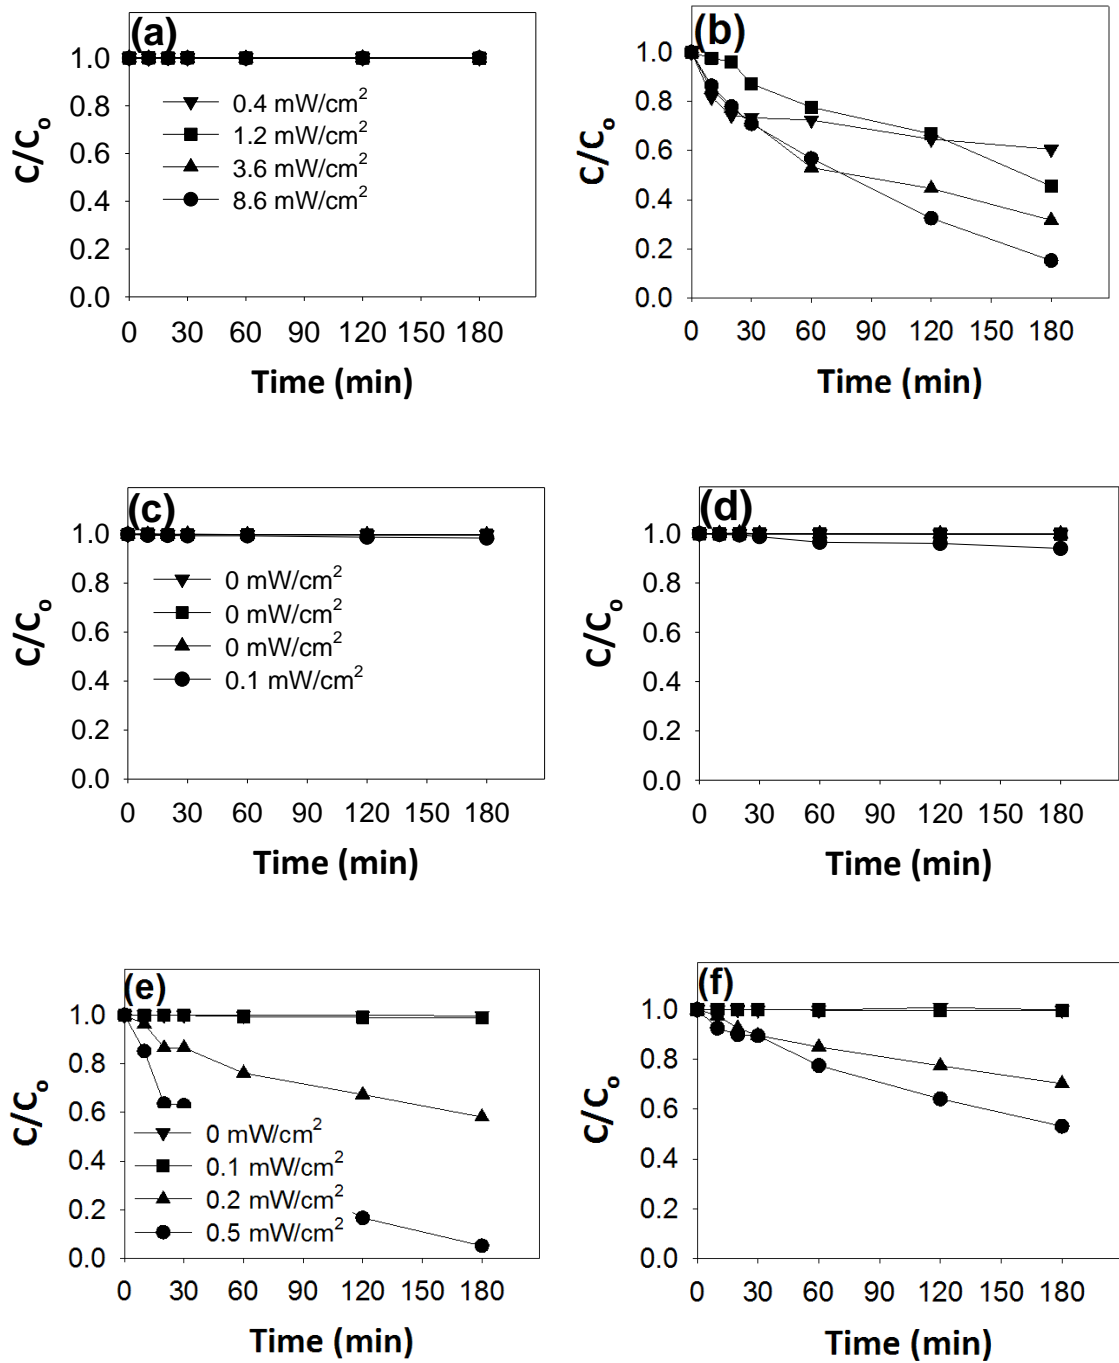 (a)
1.0
0.8
0.6
0.4
0.2
0.0
C/Co
0.4 mW/cm2
1.2 mW/cm2
3.6 mW/cm2
8.6 mW/cm2
0 30 60 90 120 150 180
Time (min)
(b)
1.0
0.8
0.6
0.4
0.2
0.0
C/Co
0 30 60 90 120 150 180
Time (min)
(c)
1.0
0.8
0.6
0.4
0.2
0.0
C/Co
0 mW/cm2
0 mW/cm2
0 mW/cm2
0.1 mW/cm2
0 30 60 90 120 150 180
Time (min)
(d)
1.0
0.8
0.6
0.4
0.2
0.0
C/Co
0 30 60 90 120 150 180
Time (min)
(e)
1.0
0.8
0.6
0.4
0.2
0.0
C/Co
0 mW/cm2
0.1 mW/cm2
0.2 mW/cm2
0.5 mW/cm2
0 30 60 90 120 150 180
Time (min)
(f)
1.0
0.8
0.6
0.4
0.2
0.0
C/Co
0 30 60 90 120 150 180
Time (min)